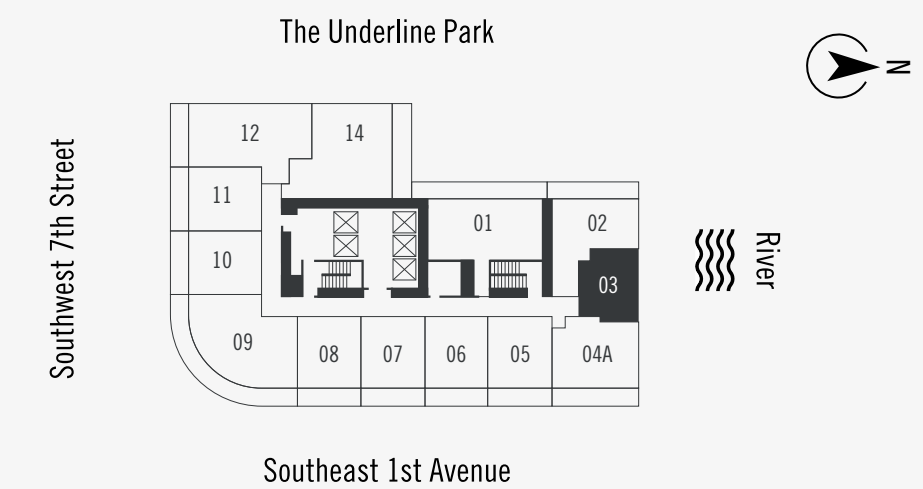 The Underline Park
N
12
14
11
01
02
Southwest 7th Street
10
River
03
09
08
07
06
05
04A
Southeast 1st Avenue